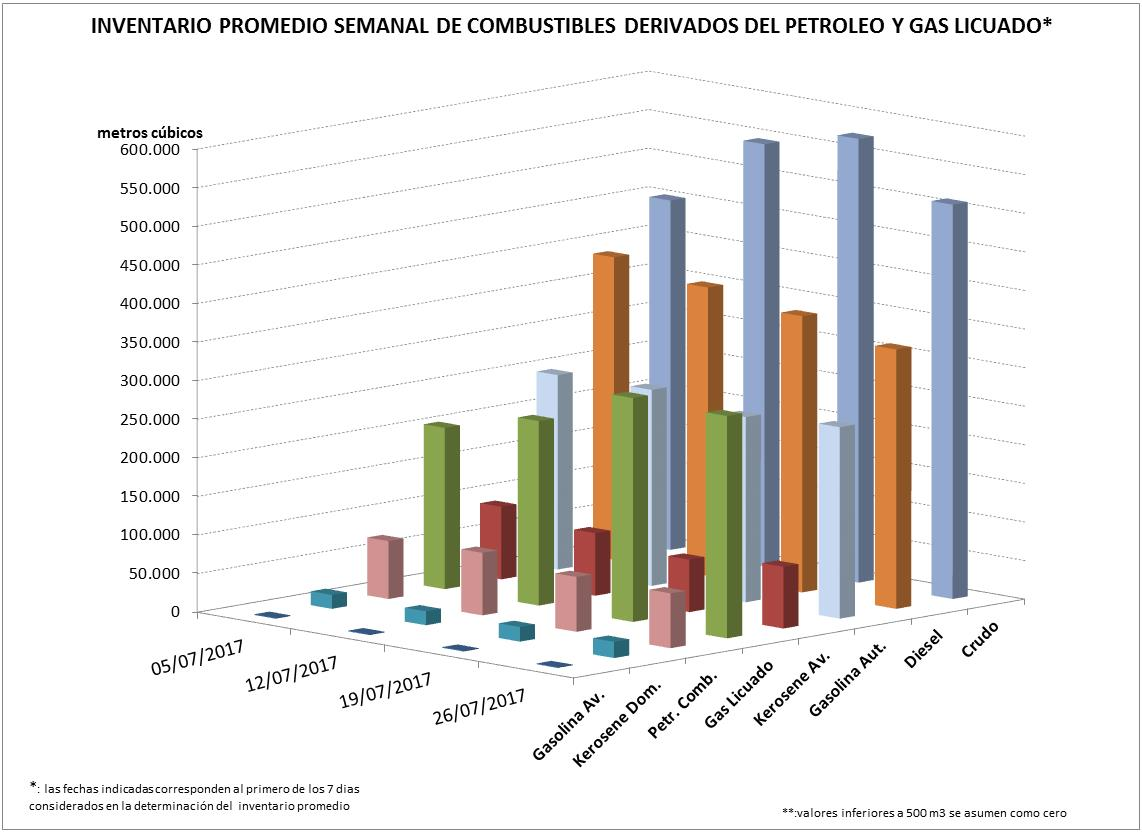 INVENTARIO PROMEDIO SEMANAL DE COMBUSTIBLES DERIVADOS DEL PETROLEO Y GAS LICUADO*
metros cúbicos
600.000
550.000
500.000
450.000
400.000
350.000
300.000
250.000
200.000
150.000
100.000
50.000
0
05/07/2017
12/07/2017
19/07/2017
26/07/2017
Gasolina Av.
Kerosene Dom.
Petr. Comb.
Gas Licuado
Kerosene Av.
Gasolina Aut.
Diesel
Crudo
*: las fechas indicadas corresponden al primero de los 7 dias
considerados en la determinación del inventario promedio
**:valores inferiores a 500 m3 se asumen como cero